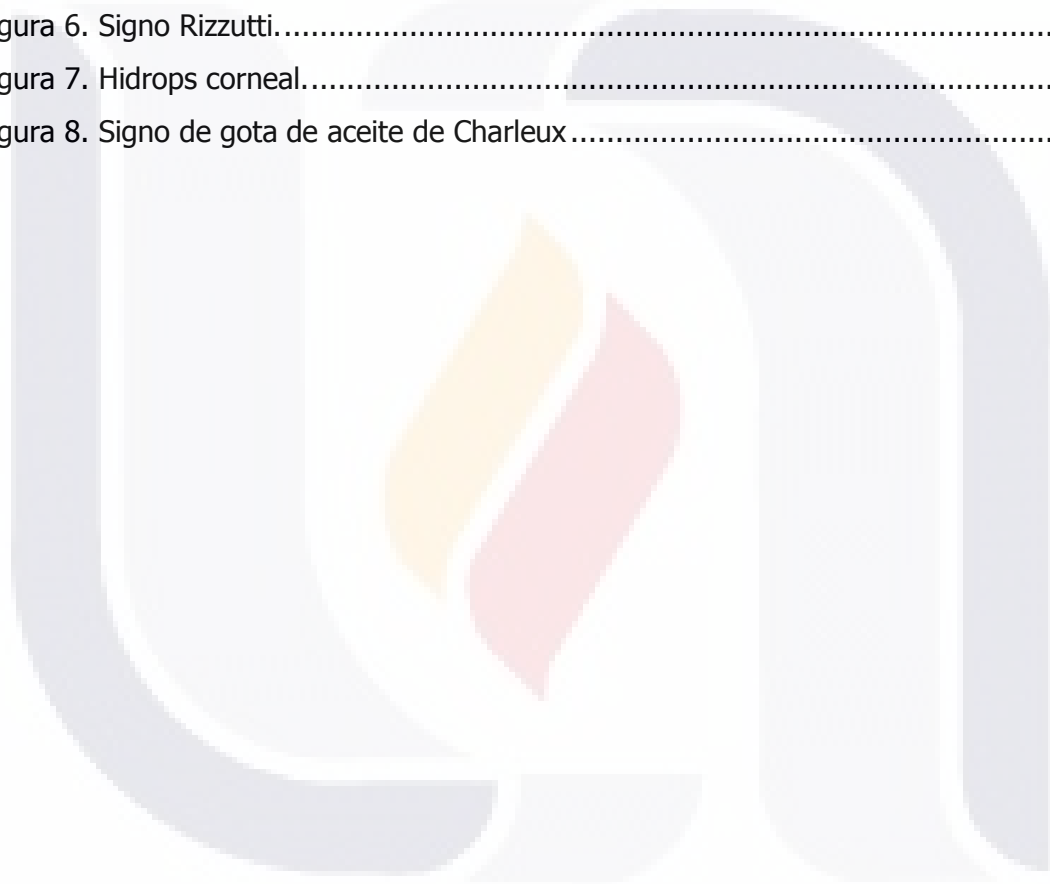 gura 6. Signo Rizzutti.............................................................................................
gura 7. Hidrops corneal.........................................................................................
gura 8. Signo de gota de aceite de Charleux..........................................................